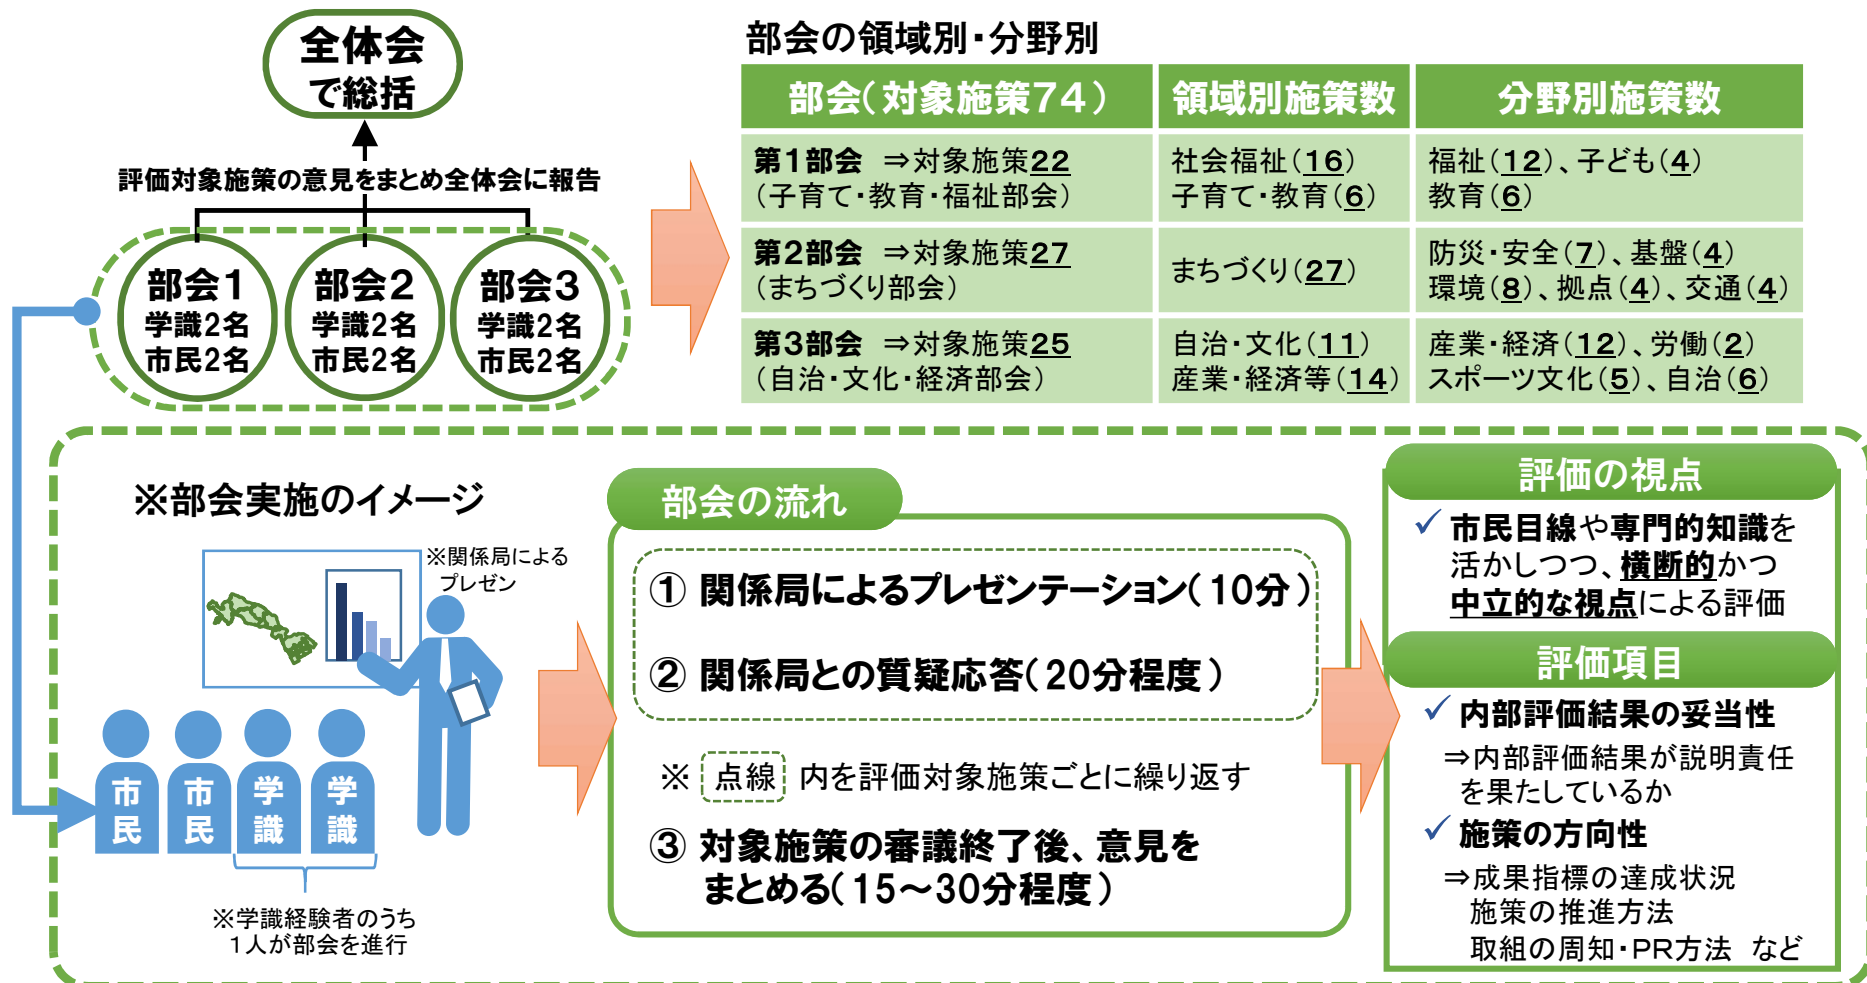 全体会
で総括
評価対象施策の意見をまとめ全体会に報告
部会1
学識2名
市民2名
部会2
学識2名
市民2名
部会3
学識2名
市民2名
部会の領域別・分野別
部会(対象施策74)
領域別施策数
分野別施策数
第1部会 ⇒対象施策22
(子育て・教育・福祉部会)
社会福祉(16)
子育て・教育(6)
福祉(12)、子ども(4)
教育(6)
第2部会 ⇒対象施策27
(まちづくり部会)
まちづくり(27)
防災・安全(7)、基盤(4)
環境(8)、拠点(4)、交通(4)
第3部会 ⇒対象施策25
(自治・文化・経済部会)
自治・文化(11)
産業・経済等(14)
産業・経済(12)、労働(2)
スポーツ文化(5)、自治(6)
※部会実施のイメージ
※関係局による
プレゼン
市民
市民
学識
学識
※学識経験者のうち
1人が部会を進行
部会の流れ
① 関係局によるプレゼンテーション(10分)
② 関係局との質疑応答(20分程度)
※ 点線 内を評価対象施策ごとに繰り返す
③ 対象施策の審議終了後、意見を
まとめる(15~30分程度)
評価の視点
✓ 市民目線や専門的知識を
活かしつつ、横断的かつ
中立的な視点による評価
評価項目
✓ 内部評価結果の妥当性
⇒内部評価結果が説明責任
を果たしているか
✓ 施策の方向性
⇒成果指標の達成状況
施策の推進方法
取組の周知・PR方法 など